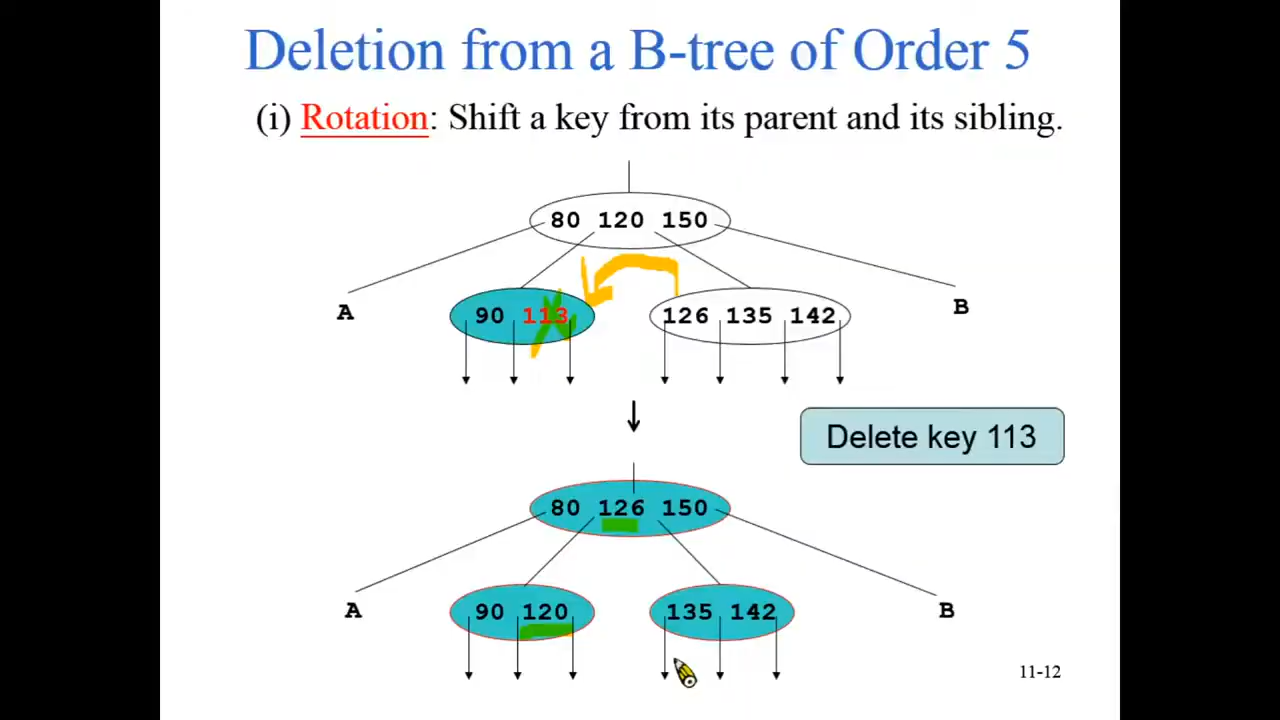 Deletion from a B-tree of Order 5
(i) Rotation: Shift a key from its parent and its sibling.
80 120 150
A
90 113
126 135 142
B
Delete key 113
80 126 150
A
90 120
135 142
B
11-12